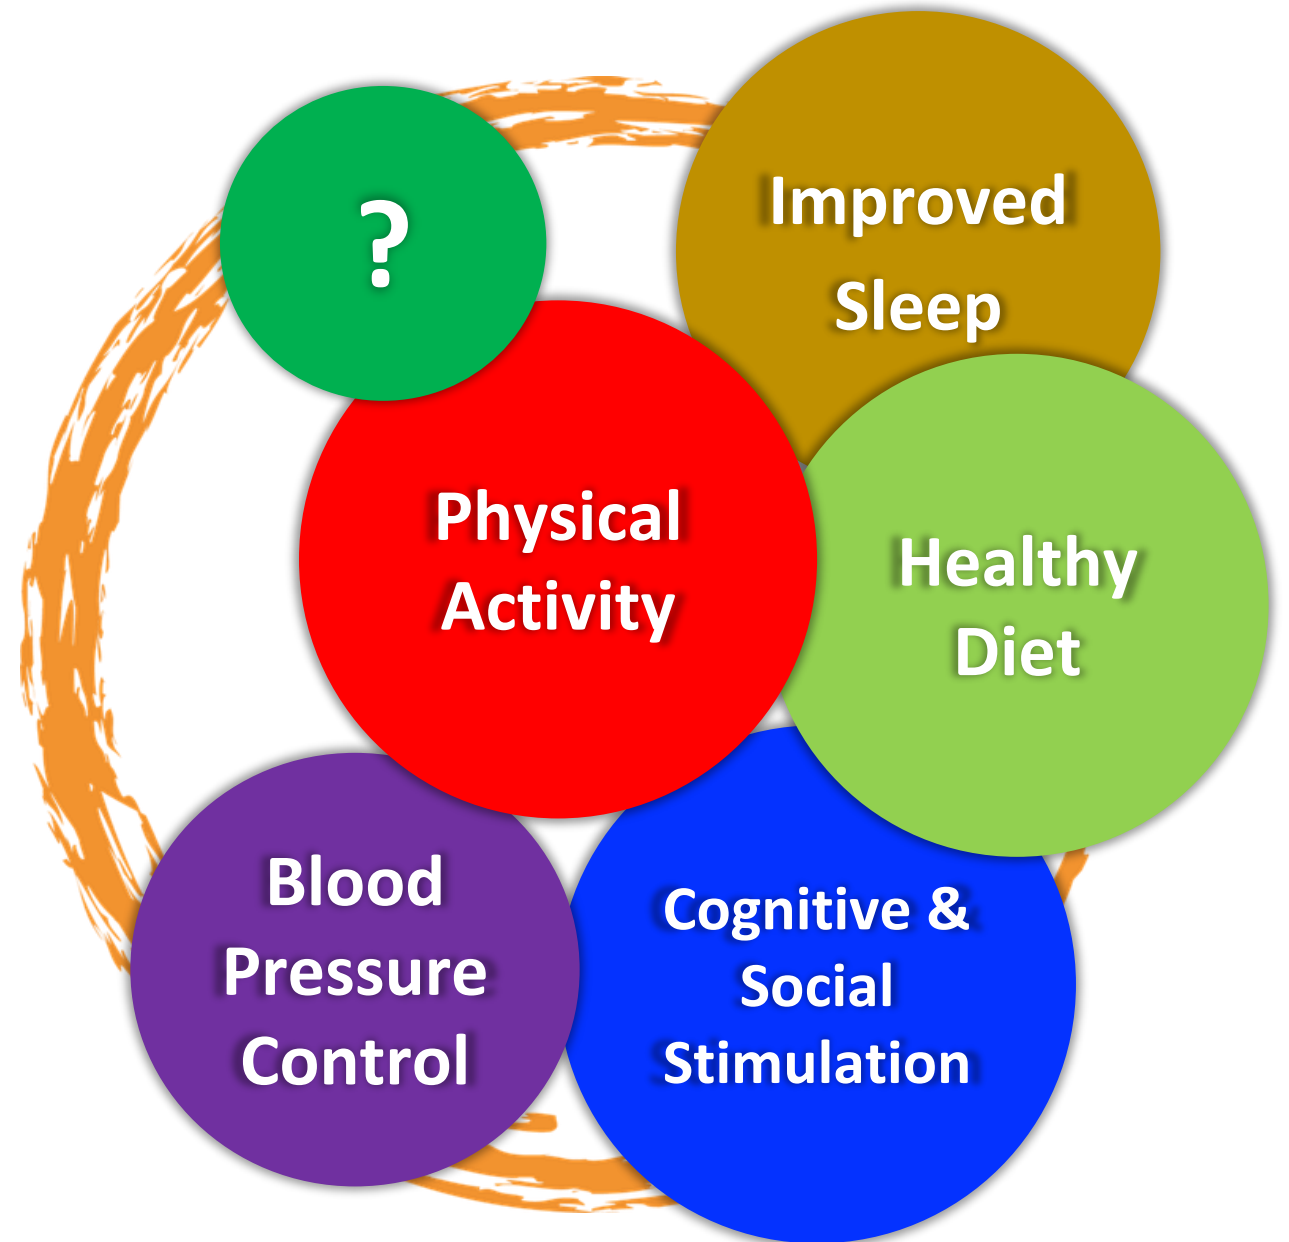 ?
Improved
Sleep
Physical
Activity
Healthy
Diet
Blood
Pressure
Control
Cognitive &
Social
Stimulation